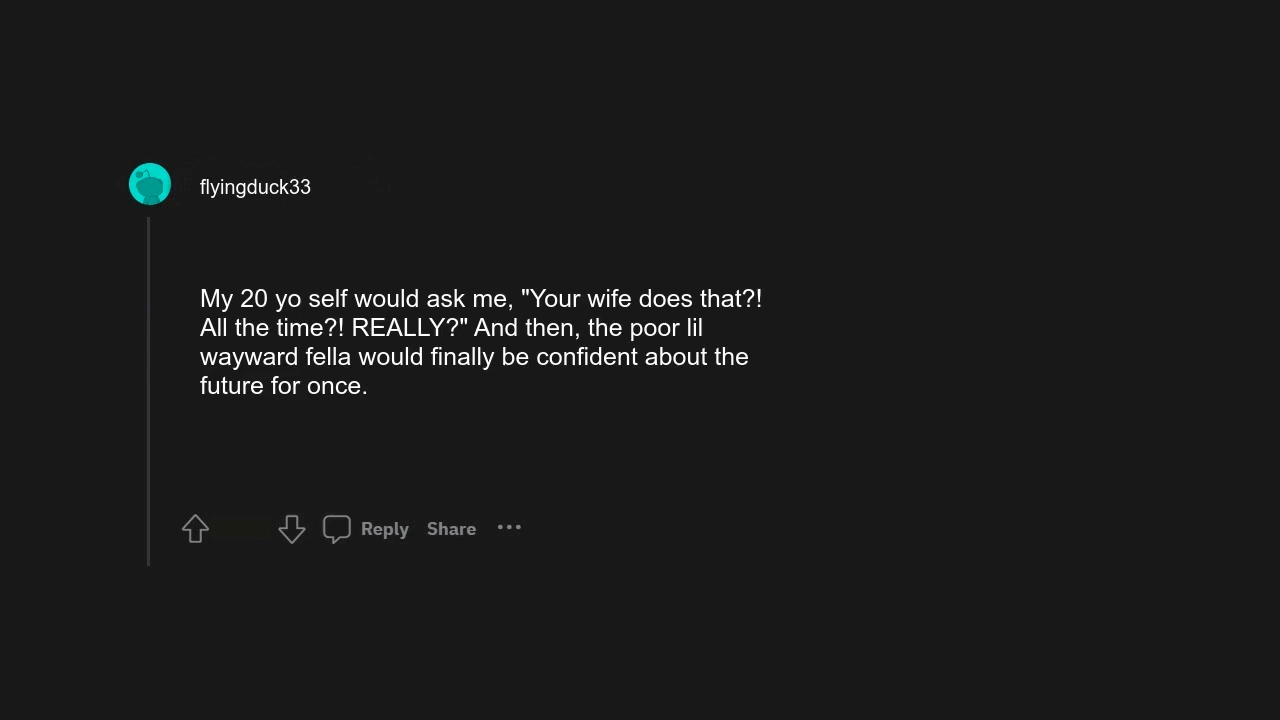 flyingduck33
My 20 yo self would ask me, "Your wife does that?!
All the time?! REALLY?" And then, the poor lil
wayward fella would finally be confident about the
future for once.
Reply Share